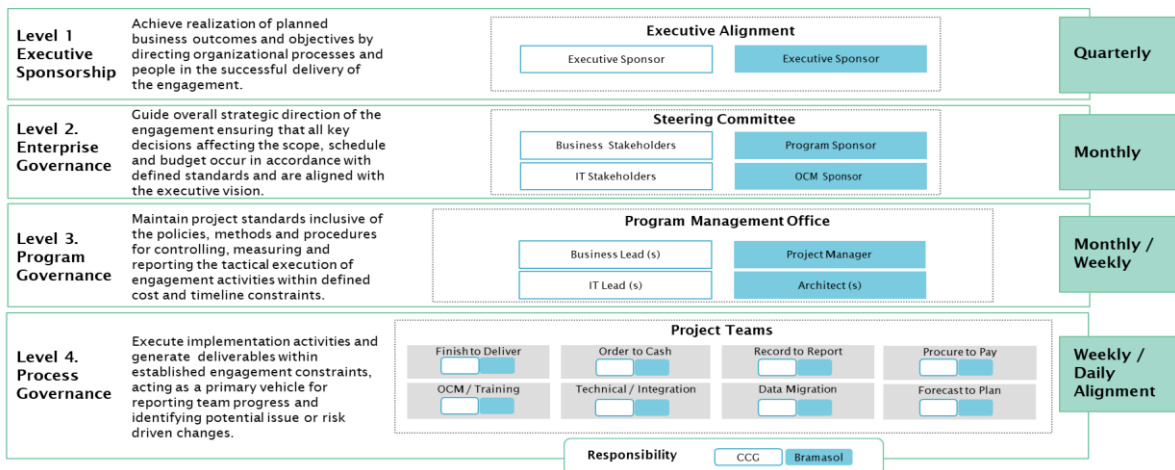 Level 1
Executive
Sponsorship
Achieve realization of planned
business outcomes and objectives by
directing organizational processes and
people in the successful delivery of
the engagement.
Executive Alignment
Executive Sponsor
Executive Sponsor
Quarterly
Level 2.
Enterprise
Governance
Guide overall strategic direction of the
engagement ensuring that all key
decisions affecting the scope, schedule
and budget occur in accordance with
defined standards and are aligned with
the executive vision.
Steering Committee
Business Stakeholders
Program Sponsor
IT Stakeholders
OCM Sponsor
Monthly
Level 3.
Program
Governance
Maintain project standards inclusive of
the policies, methods and procedures
for controlling, measuring and
reporting the tactical execution of
engagement activities within defined
cost and timeline constraints.
Program Management Office
Business Lead (s)
Project Manager
IT Lead (s)
Architect (s)
Monthly /
Weekly
Level 4.
Process
Governance
Execute implementation activities and
generate deliverables within
established engagement constraints,
acting as a primary vehicle for
reporting team progress and
identifying potential issue or risk
driven changes.
Project Teams
Finish to Deliver
Order to Cash
Record to Report
Procure to Pay
OCM / Training
Technical / Integration
Data Migration
Forecast to Plan
Weekly /
Daily
Alignment
Responsibility
CCG
Bramasol